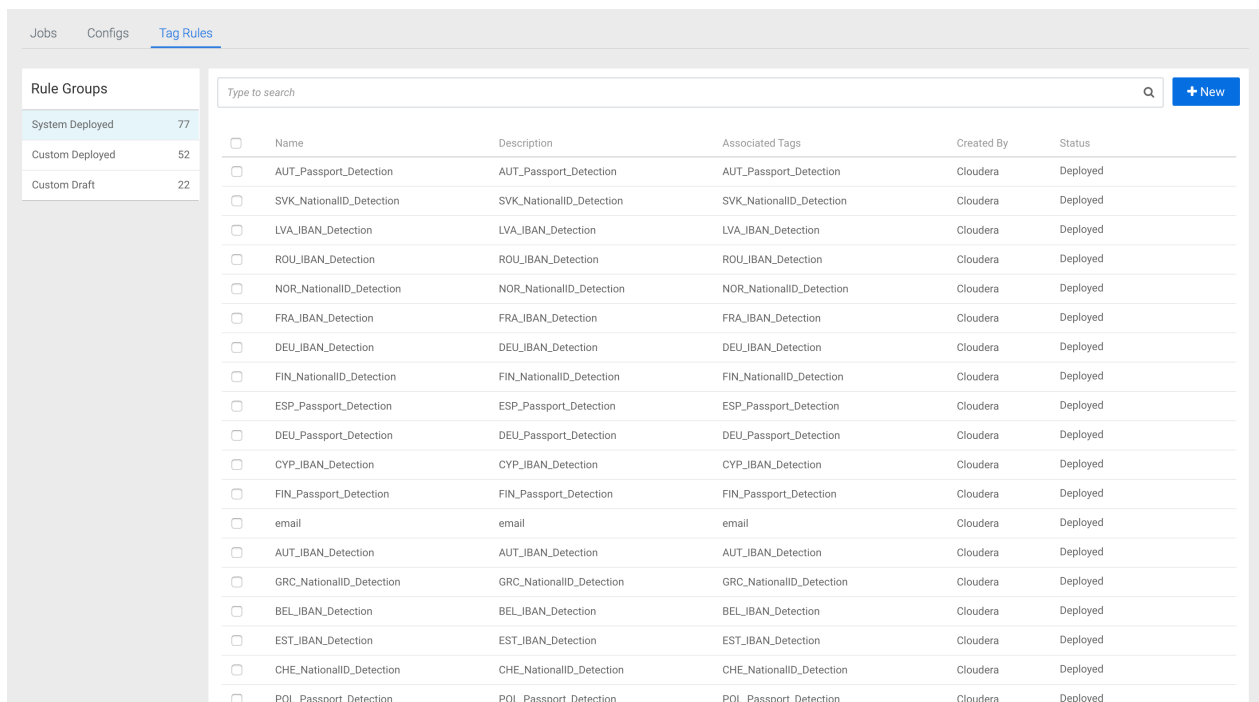 Jobs Configs Tag Rules
Rule Groups
System Deployed 77
Custom Deployed 52
Custom Draft 22
Type to search
+ New
Name Description Associated Tags Created By Status
AUT_Passport_Detection AUT_Passport_Detection AUT_Passport_Detection Cloudera Deployed
SVK_NationalID_Detection SVK_NationalID_Detection SVK_NationalID_Detection Cloudera Deployed
LVA_IBAN_Detection LVA_IBAN_Detection LVA_IBAN_Detection Cloudera Deployed
ROU_IBAN_Detection ROU_IBAN_Detection ROU_IBAN_Detection Cloudera Deployed
NOR_NationalID_Detection NOR_NationalID_Detection NOR_NationalID_Detection Cloudera Deployed
FRA_IBAN_Detection FRA_IBAN_Detection FRA_IBAN_Detection Cloudera Deployed
DEU_IBAN_Detection DEU_IBAN_Detection DEU_IBAN_Detection Cloudera Deployed
FIN_NationalID_Detection FIN_NationalID_Detection FIN_NationalID_Detection Cloudera Deployed
ESP_Passport_Detection ESP_Passport_Detection ESP_Passport_Detection Cloudera Deployed
DEU_Passport_Detection DEU_Passport_Detection DEU_Passport_Detection Cloudera Deployed
CYP_IBAN_Detection CYP_IBAN_Detection CYP_IBAN_Detection Cloudera Deployed
FIN_Passport_Detection FIN_Passport_Detection FIN_Passport_Detection Cloudera Deployed
email email email Cloudera Deployed
AUT_IBAN_Detection AUT_IBAN_Detection AUT_IBAN_Detection Cloudera Deployed
GRC_NationalID_Detection GRC_NationalID_Detection GRC_NationalID_Detection Cloudera Deployed
BEL_IBAN_Detection BEL_IBAN_Detection BEL_IBAN_Detection Cloudera Deployed
EST_IBAN_Detection EST_IBAN_Detection EST_IBAN_Detection Cloudera Deployed
CHE_NationalID_Detection CHE_NationalID_Detection CHE_NationalID_Detection Cloudera Deployed
POL_Passport_Detection POL_Passport_Detection POL_Passport_Detection Cloudera Deployed